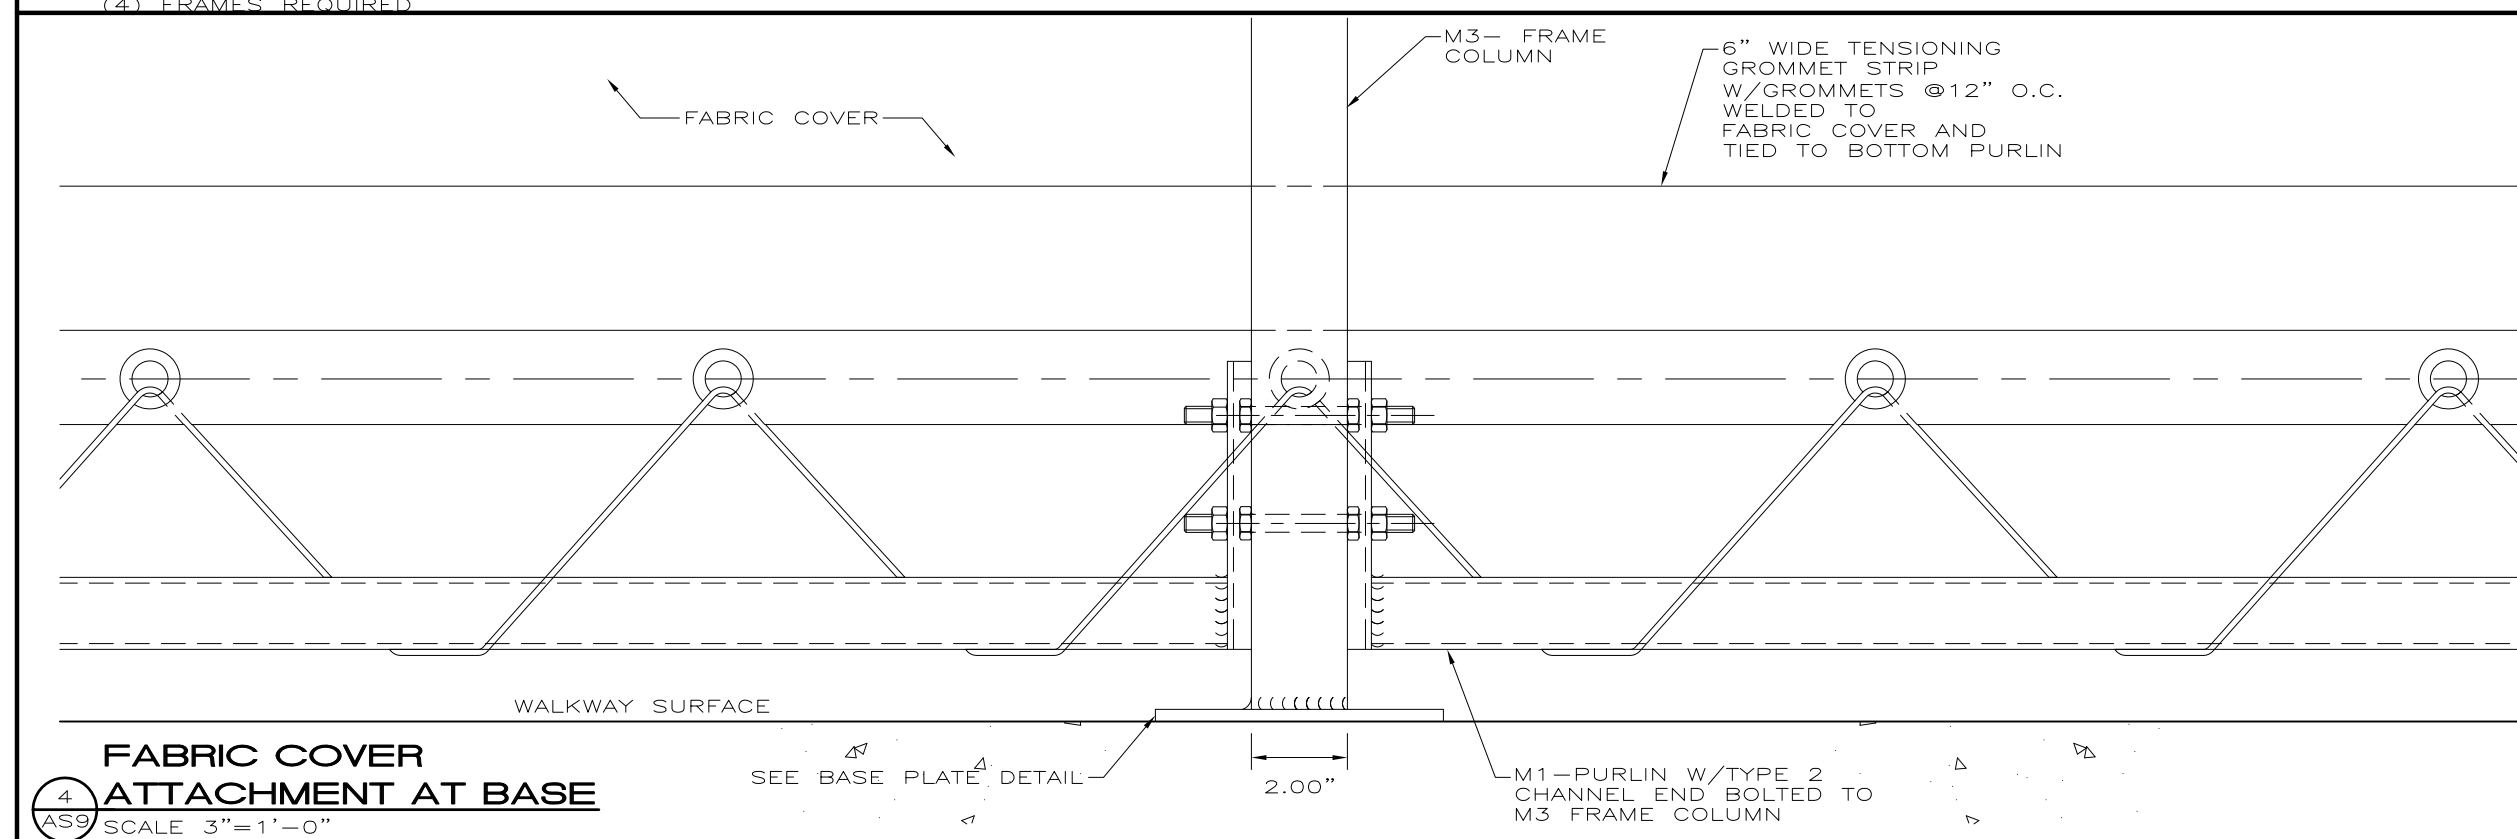 (4) FRAMES REQUIRED
M3- FRAME
COLUMN
6" WIDE TENSIONING
GROMMET STRIP
W/GROMMETS @12" O.C.
WELDED TO
FABRIC COVER AND
TIED TO BOTTOM PURLIN
FABRIC COVER
WALKWAY SURFACE
SEE BASE PLATE DETAIL
2.00"
M1-PURLIN W/TYPE 2
CHANNEL END BOLTED TO
M3 FRAME COLUMN
FABRIC COVER
ATTACHMENT AT BASE
4
AS9
SCALE 3"=1'-0"